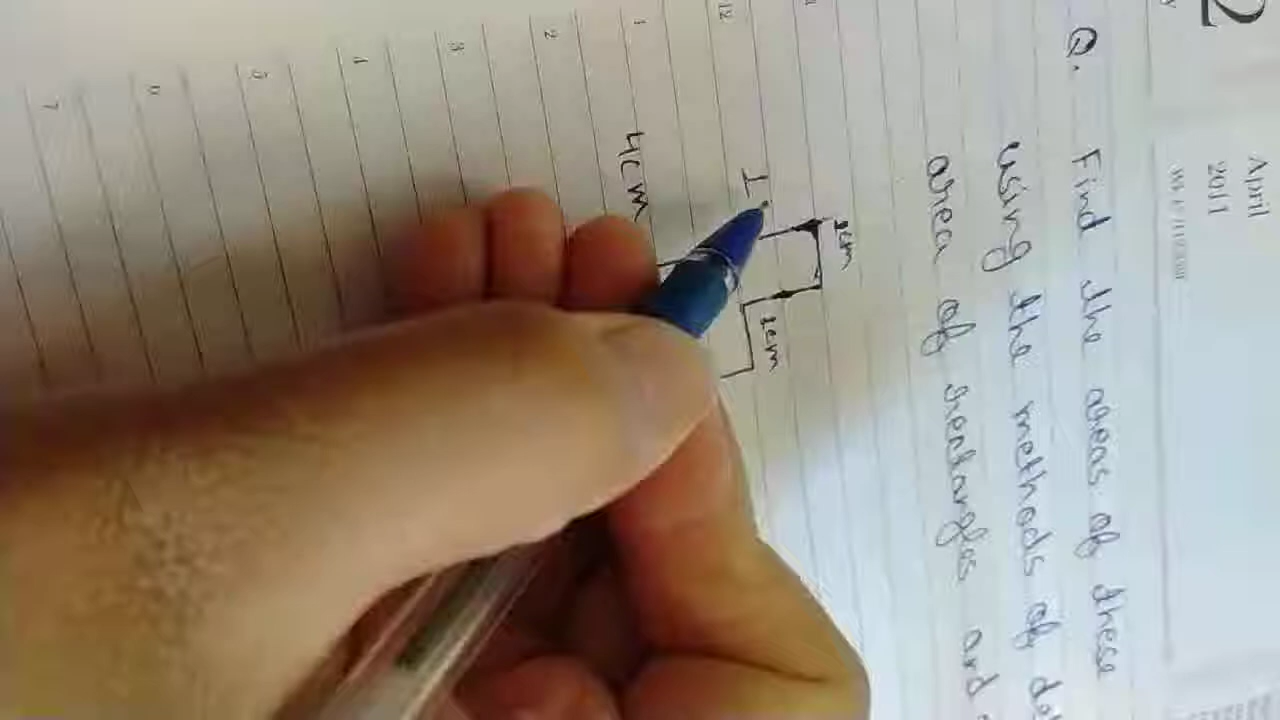 2
April
2011
Q. Find the areas of these
using the methods of
area of rectangles and
1cm
1cm
4cm
12
1
2
3
4
5
6
7